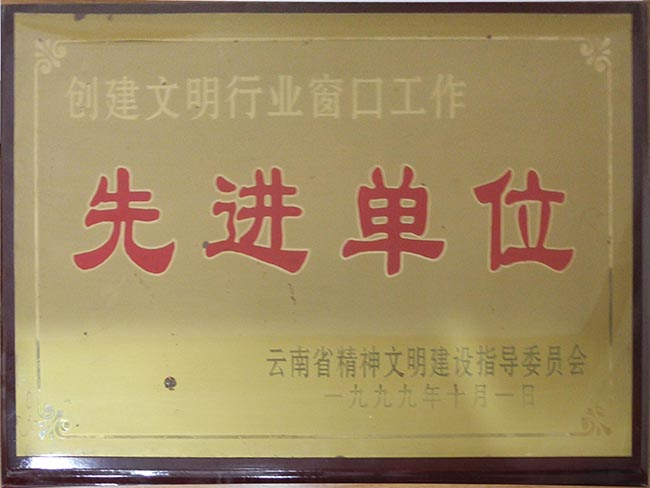 创建文明行业窗口工作
先进单位
云南省精神文明建设指导委员会
一九九九年十月一日